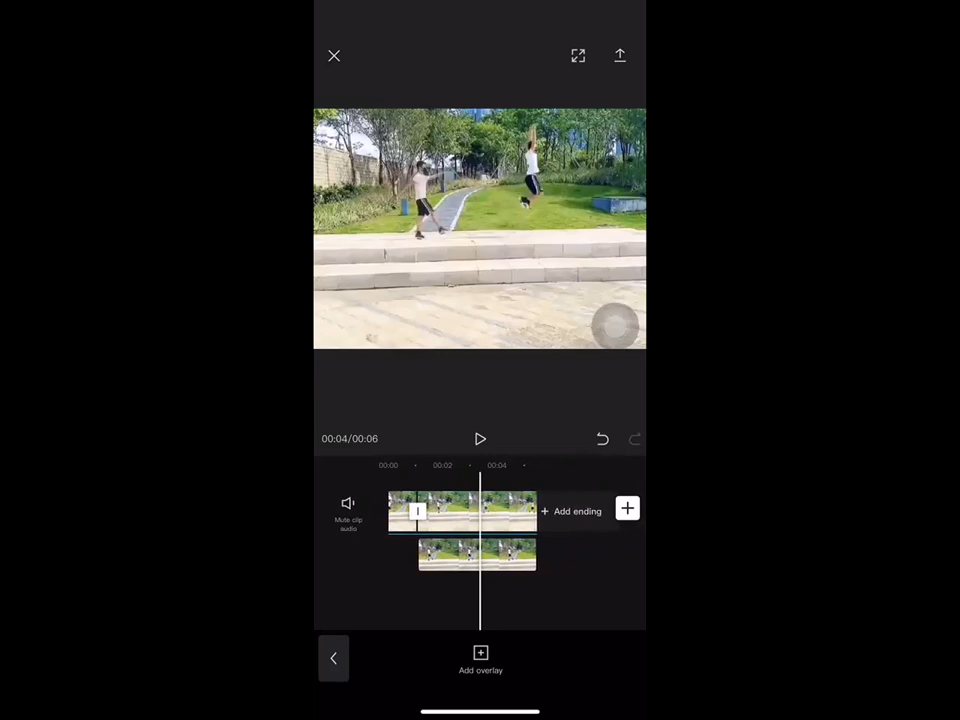 00:04/00:06
00:00
00:02
00:04
Mute clip
audio
+ Add ending
Add overlay